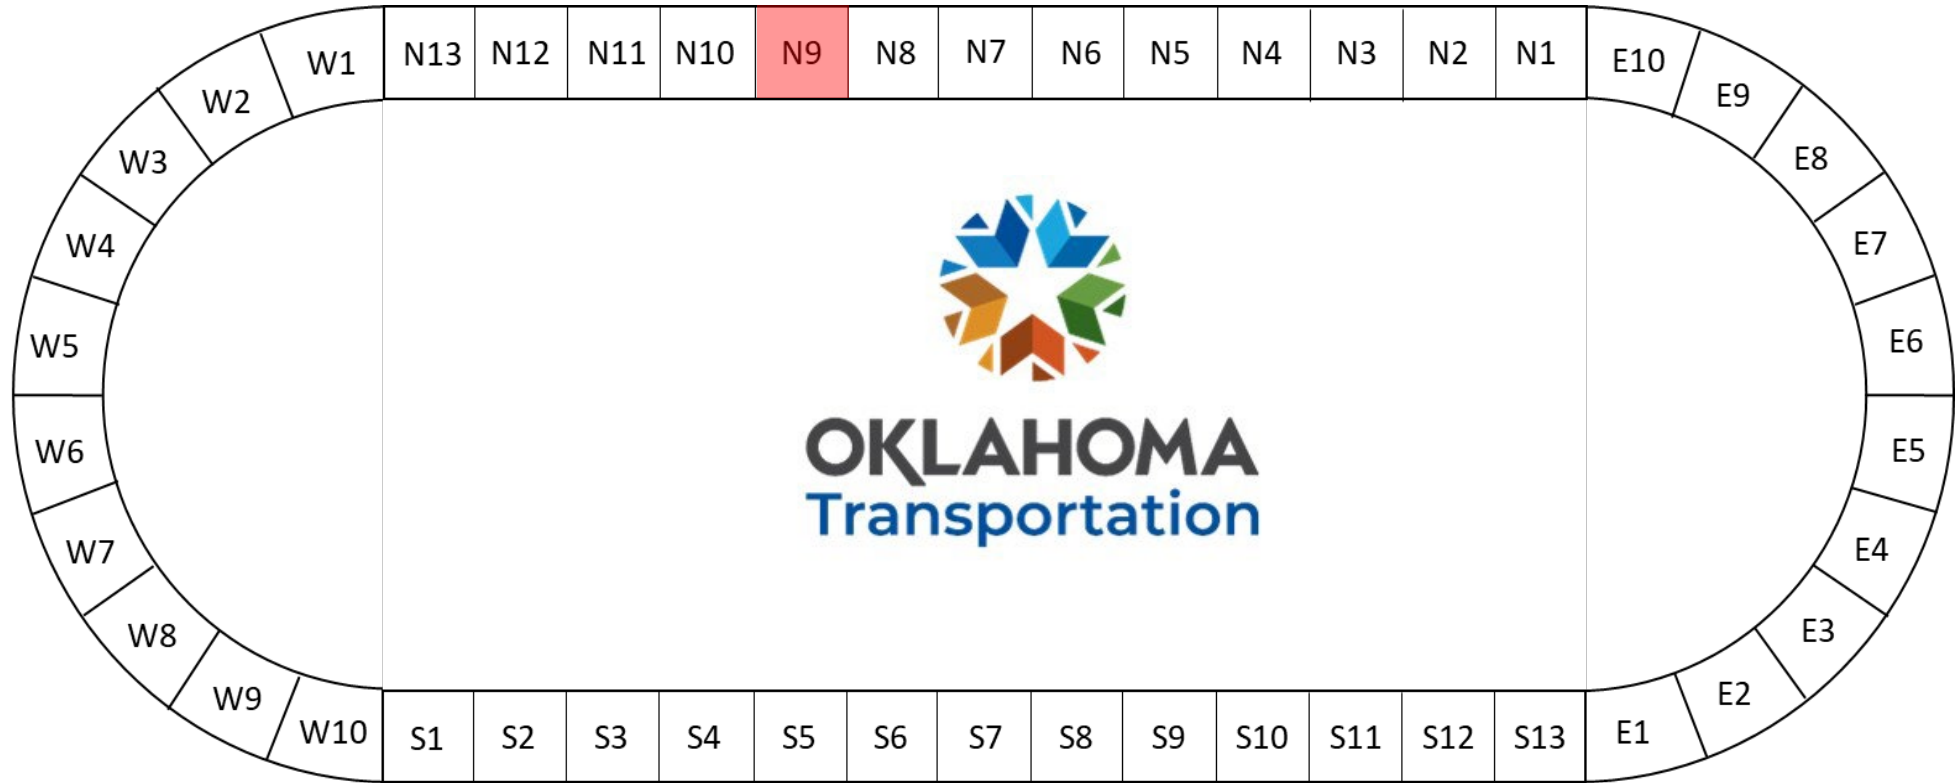 W1 N13 N12 N11 N10 N9 N8 N7 N6 N5 N4 N3 N2 N1 E10
W2 E9
W3 E8
W4 E7
W5 E6
W6 E5
W7 E4
W8 E3
W9 E2
W10 S1 S2 S3 S4 S5 S6 S7 S8 S9 S10 S11 S12 S13 E1
OKLAHOMA
Transportation